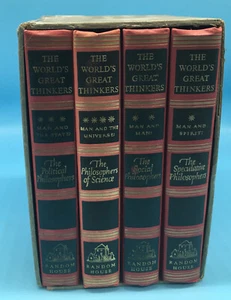 THE
WORLD'S
GREAT
THINKERS
MAN AND
THE STATE
The
Political
Philosophers
RANDOM
HOUSE
THE
WORLD'S
GREAT
THINKERS
MAN AND THE
UNIVERSE
The
Philosophers
of Science
RANDOM
HOUSE
THE
WORLD'S
GREAT
THINKERS
MAN AND
MAN
The
Social
Philosophers
RANDOM
HOUSE
THE
WORLD'S
GREAT
THINKERS
MAN AND
SPIRIT
The
Speculative
Philosophers
RANDOM
HOUSE